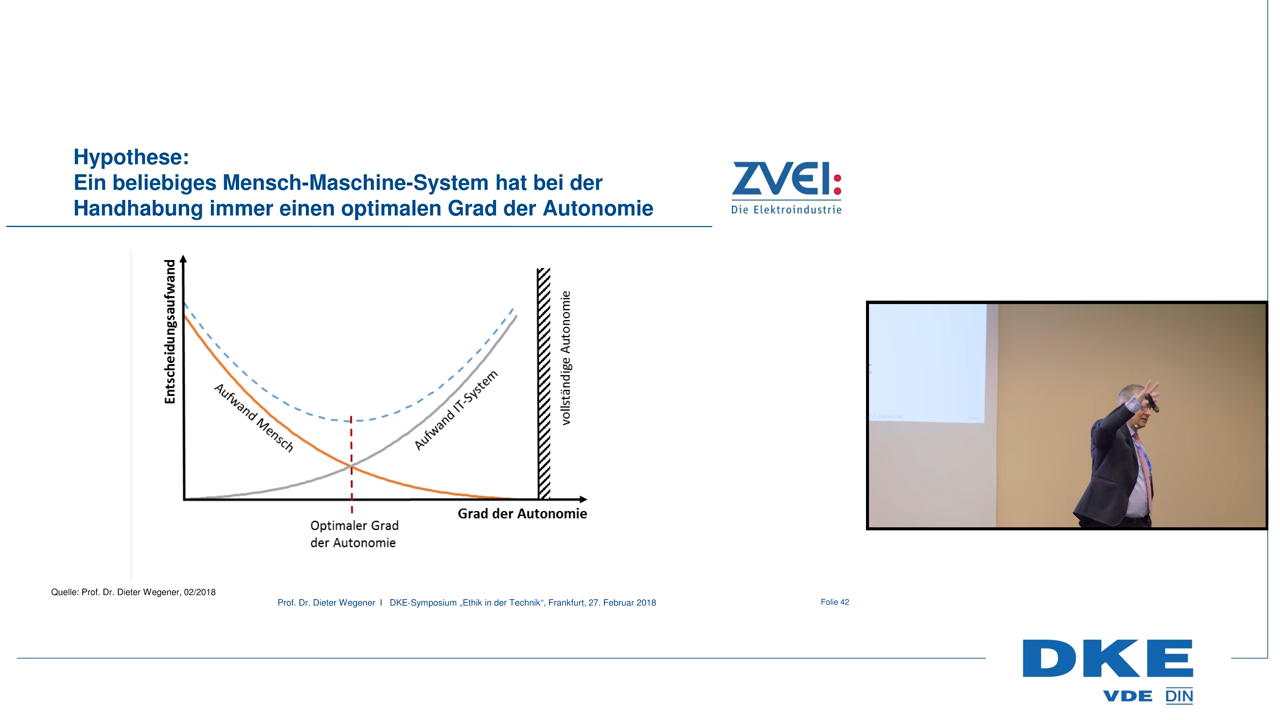 Hypothese:
Ein beliebiges Mensch-Maschine-System hat bei der
Handhabung immer einen optimalen Grad der Autonomie
ZVEI:
Die Elektroindustrie
Entscheidungsaufwand
Aufwand Mensch
Aufwand IT-System
vollständige Autonomie
Grad der Autonomie
Optimaler Grad
der Autonomie
Quelle: Prof. Dr. Dieter Wegener, 02/2018
Prof. Dr. Dieter Wegener I DKE-Symposium „Ethik in der Technik“, Frankfurt, 27. Februar 2018
Folie 42
DKE
VDE DIN